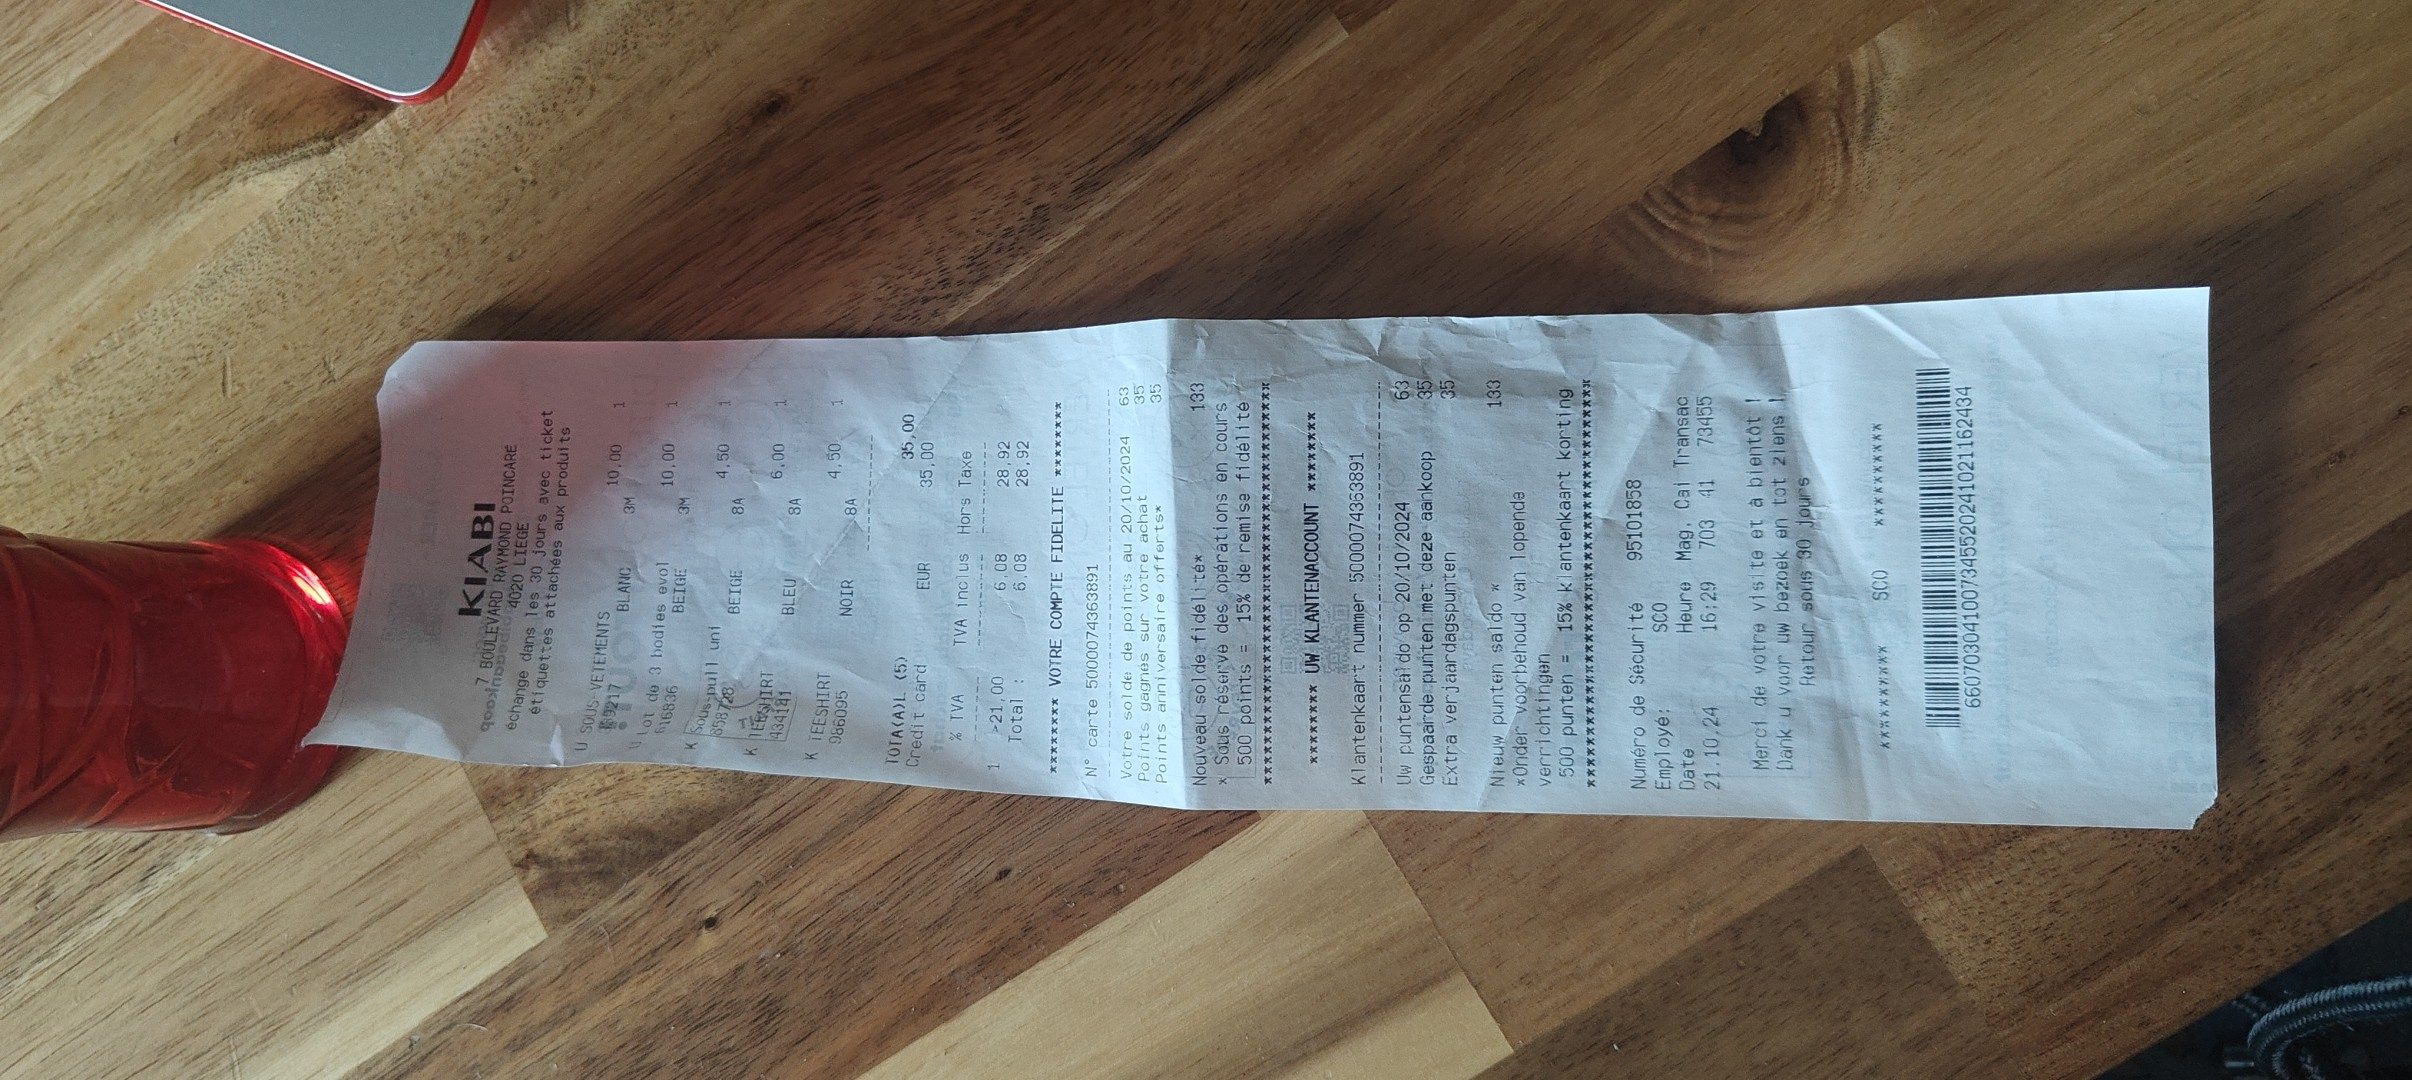 KIABI
7 BOULEVARD RAYMOND POINCARE
4020 LIEGE
échange dans les 30 jours avec ticket
étiquettes attachées aux produits
U SOUS-VETEMENTS
BLANC 3M 10,00 1
U lot de 3 bodies evol
616836 BEIGE 3M 10,00 1
K Sous-pull uni
858728 BEIGE 8A 4,50 1
K TEESHIRT
434141 BLEU 8A 6,00 1
K TEESHIRT
986095 NOIR 8A 4,50 1
TOTA(A)L (5) 35,00
Credit card EUR 35,00
% TVA TVA inclus Hors Taxe
1 >21,00 6,08 28,92
Total : 6,08 28,92
******** VOTRE COMPTE FIDELITE ********
N° carte 5000074363891
Votre solde de points au 20/10/2024 63
Points gagnés sur votre achat 35
Points anniversaire offerts* 35
Nouveau solde fidélité* 133
* Sous réserve des opérations en cours
500 points = 15% de remise fidélité
****************************************
******* UW KLANTENACCOUNT *******
Klantenkaart nummer 5000074363891
Uw puntensaldo op 20/10/2024 63
Gespaarde punten met deze aankoop 35
Extra verjaardagspunten 35
Nieuw punten saldo * 133
*Onder voorbehoud van lopende
verrichtingen
500 punten = 15% klantenkaart korting
****************************************
Numéro de Sécurité 95101858
Employé: SCO
Date Heure Mag. Cai Transac
21.10.24 16:29 703 41 73455
Merci de votre visite et à bientôt !
Dank u voor uw bezoek en tot ziens !
Retour sous 30 jours
********** SCO **********
6607030410073455202410211624​34